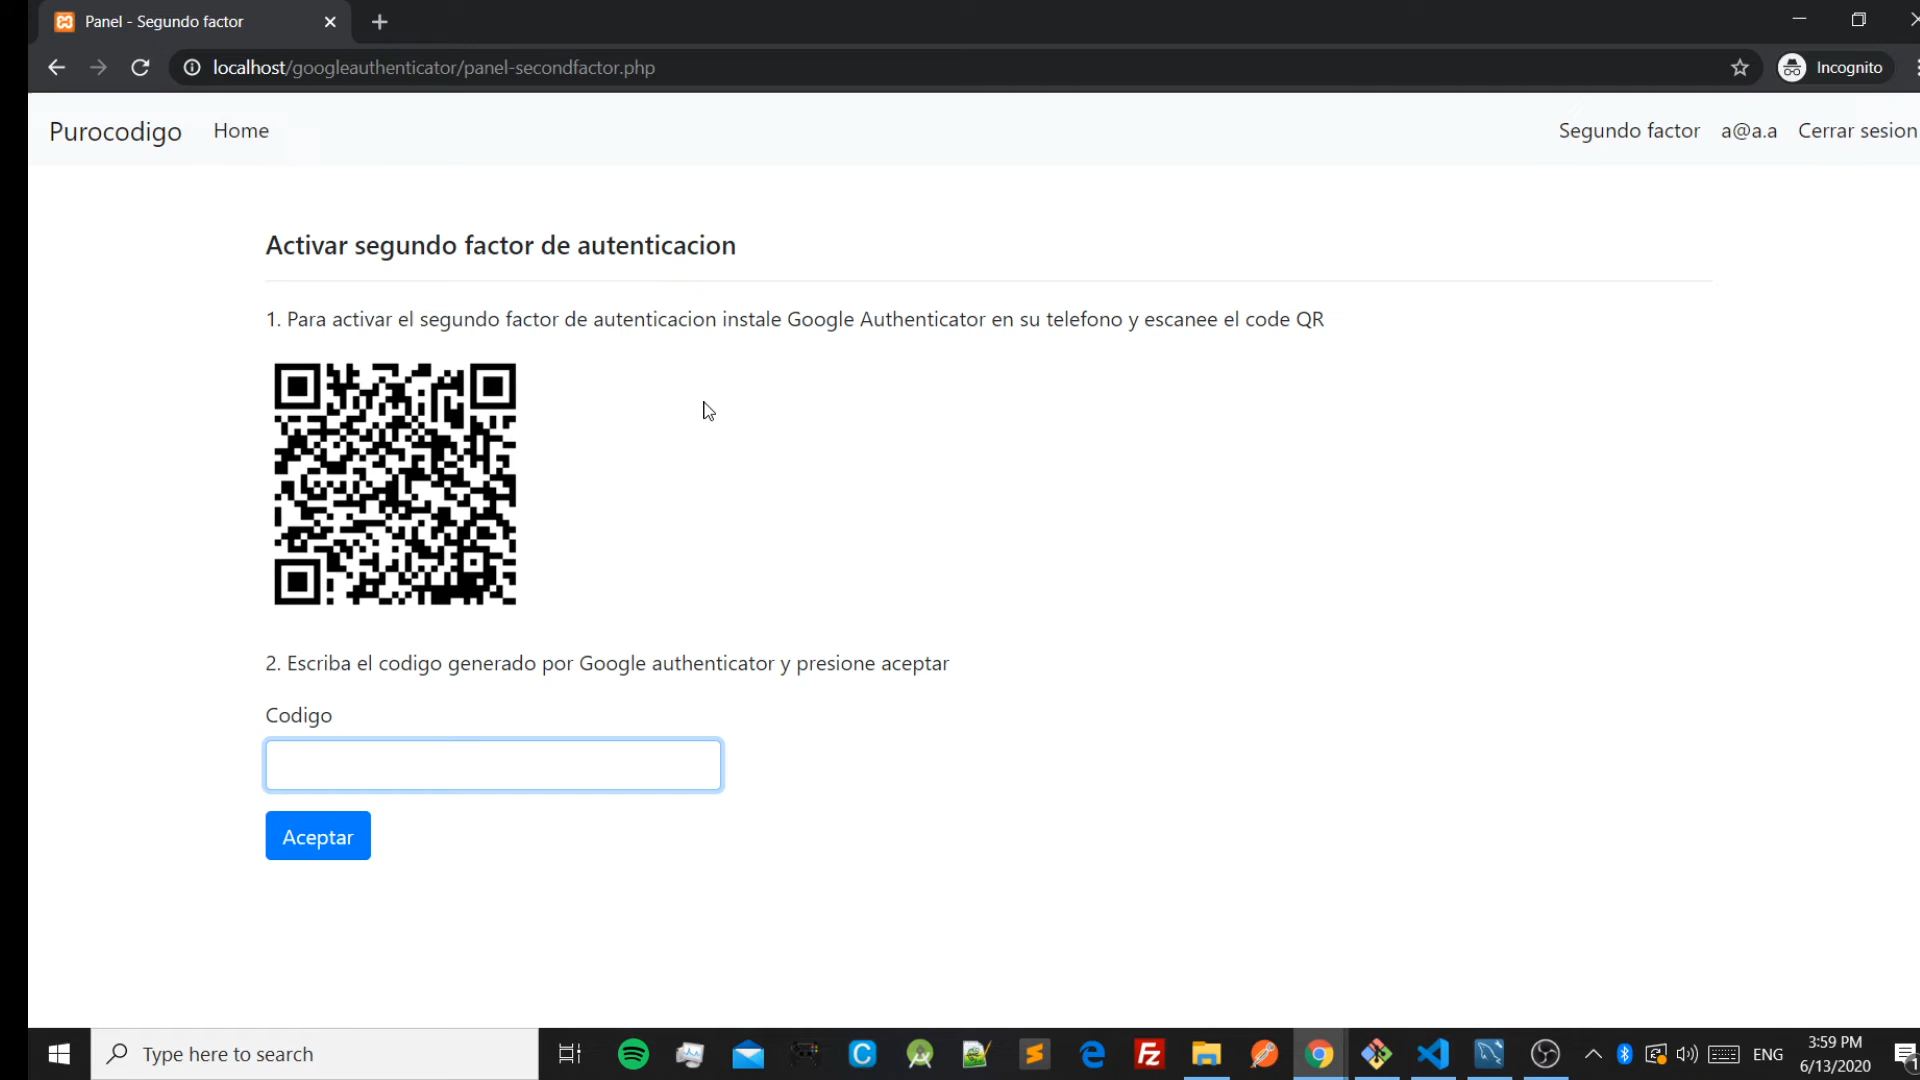 Panel - Segundo factor
localhost/googleauthenticator/panel-secondfactor.php
Incognito
Purocodigo Home Segundo factor a@a.a Cerrar sesion
Activar segundo factor de autenticacion
1. Para activar el segundo factor de autenticacion instale Google Authenticator en su telefono y escanee el code QR
2. Escriba el codigo generado por Google authenticator y presione aceptar
Codigo
Aceptar
Type here to search
ENG
3:59 PM
6/13/2020
1